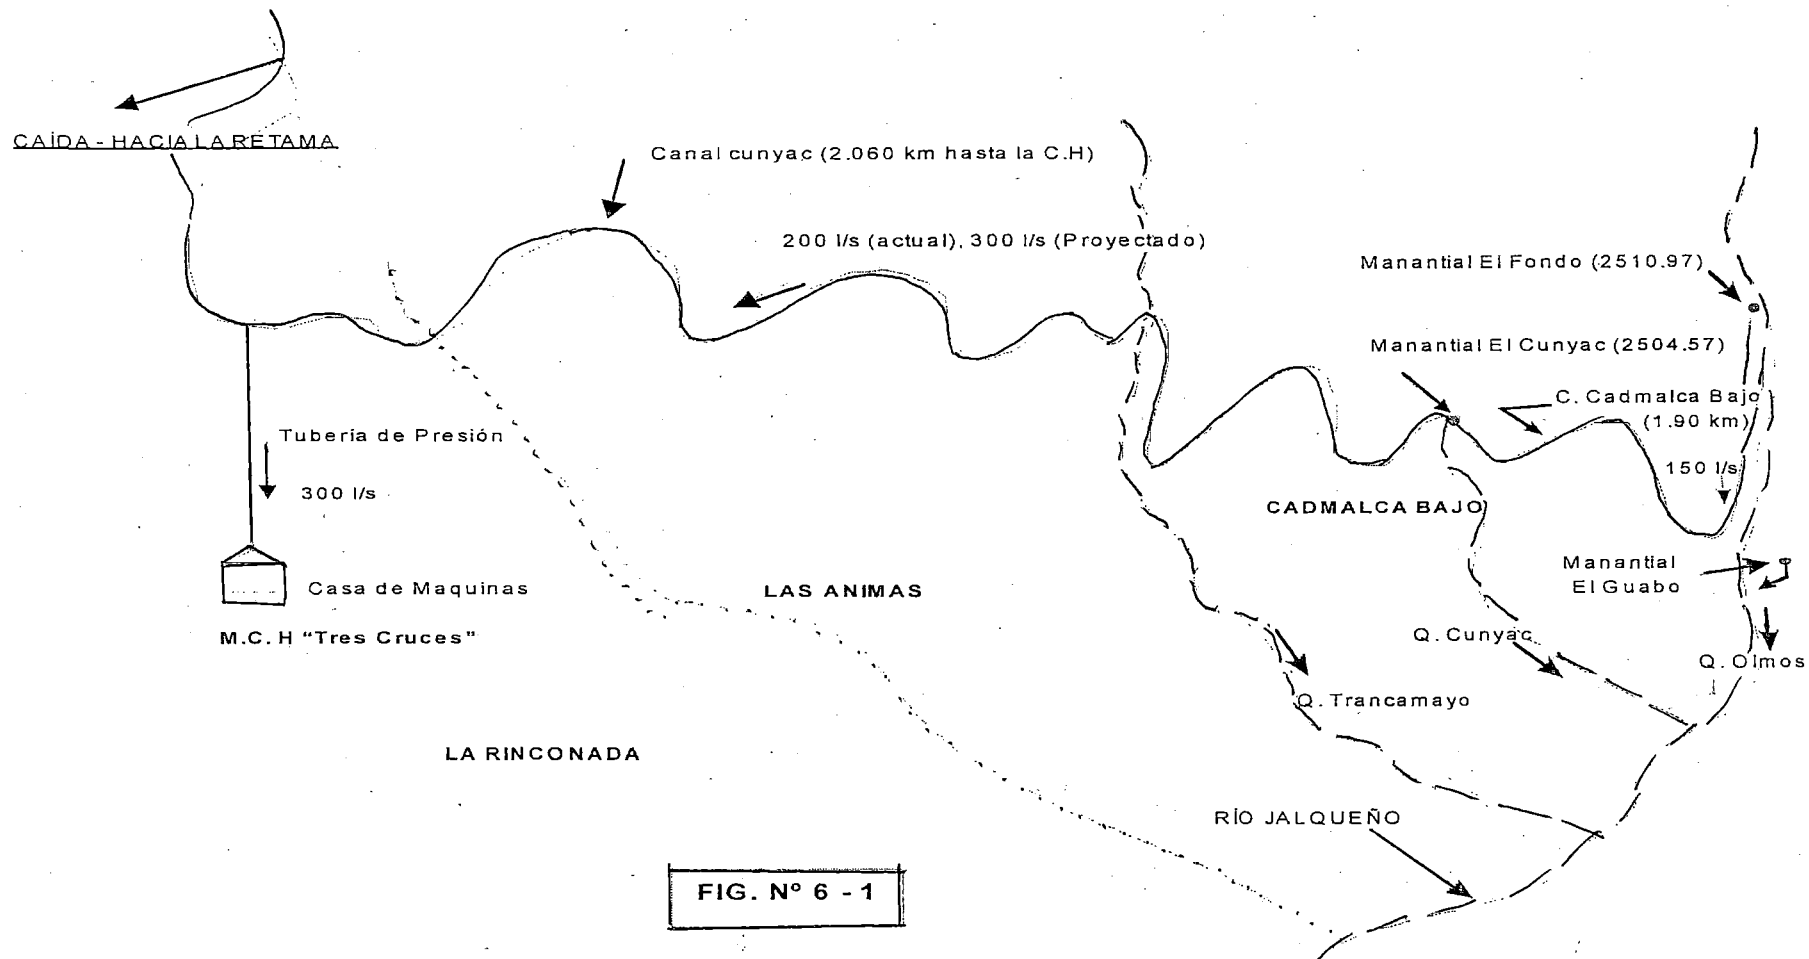 CAÍDA - HACIA LA RETAMA
Canal cunyac (2.060 km hasta la C.H)
200 l/s (actual), 300 l/s (Proyectado)
Manantial El Fondo (2510.97)
Manantial El Cunyac (2504.57)
C. Cadmalca Bajo
(1.90 km)
150 l/s
Tubería de Presión
300 l/s
CADMALCA BAJO
Manantial
El Guabo
Casa de Maquinas
LAS ANIMAS
M.C.H "Tres Cruces"
Q. Cunyac
Q. Olmos
Q. Trancamayo
LA RINCONADA
RÍO JALQUEÑO
FIG. Nº 6 - 1